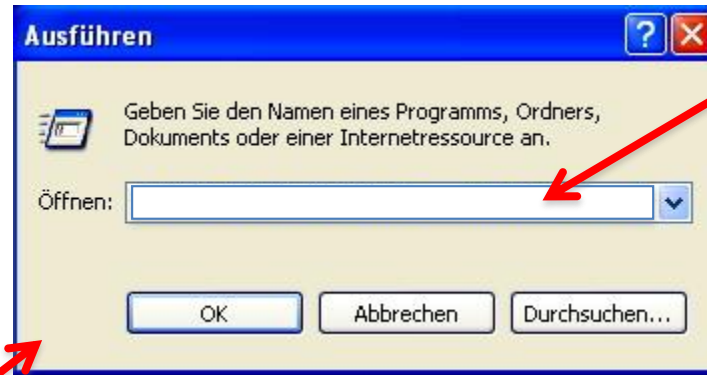 Ausführen
Geben Sie den Namen eines Programms, Ordners,
Dokuments oder einer Internetressource an.
Öffnen:
OK Abbrechen Durchsuchen...